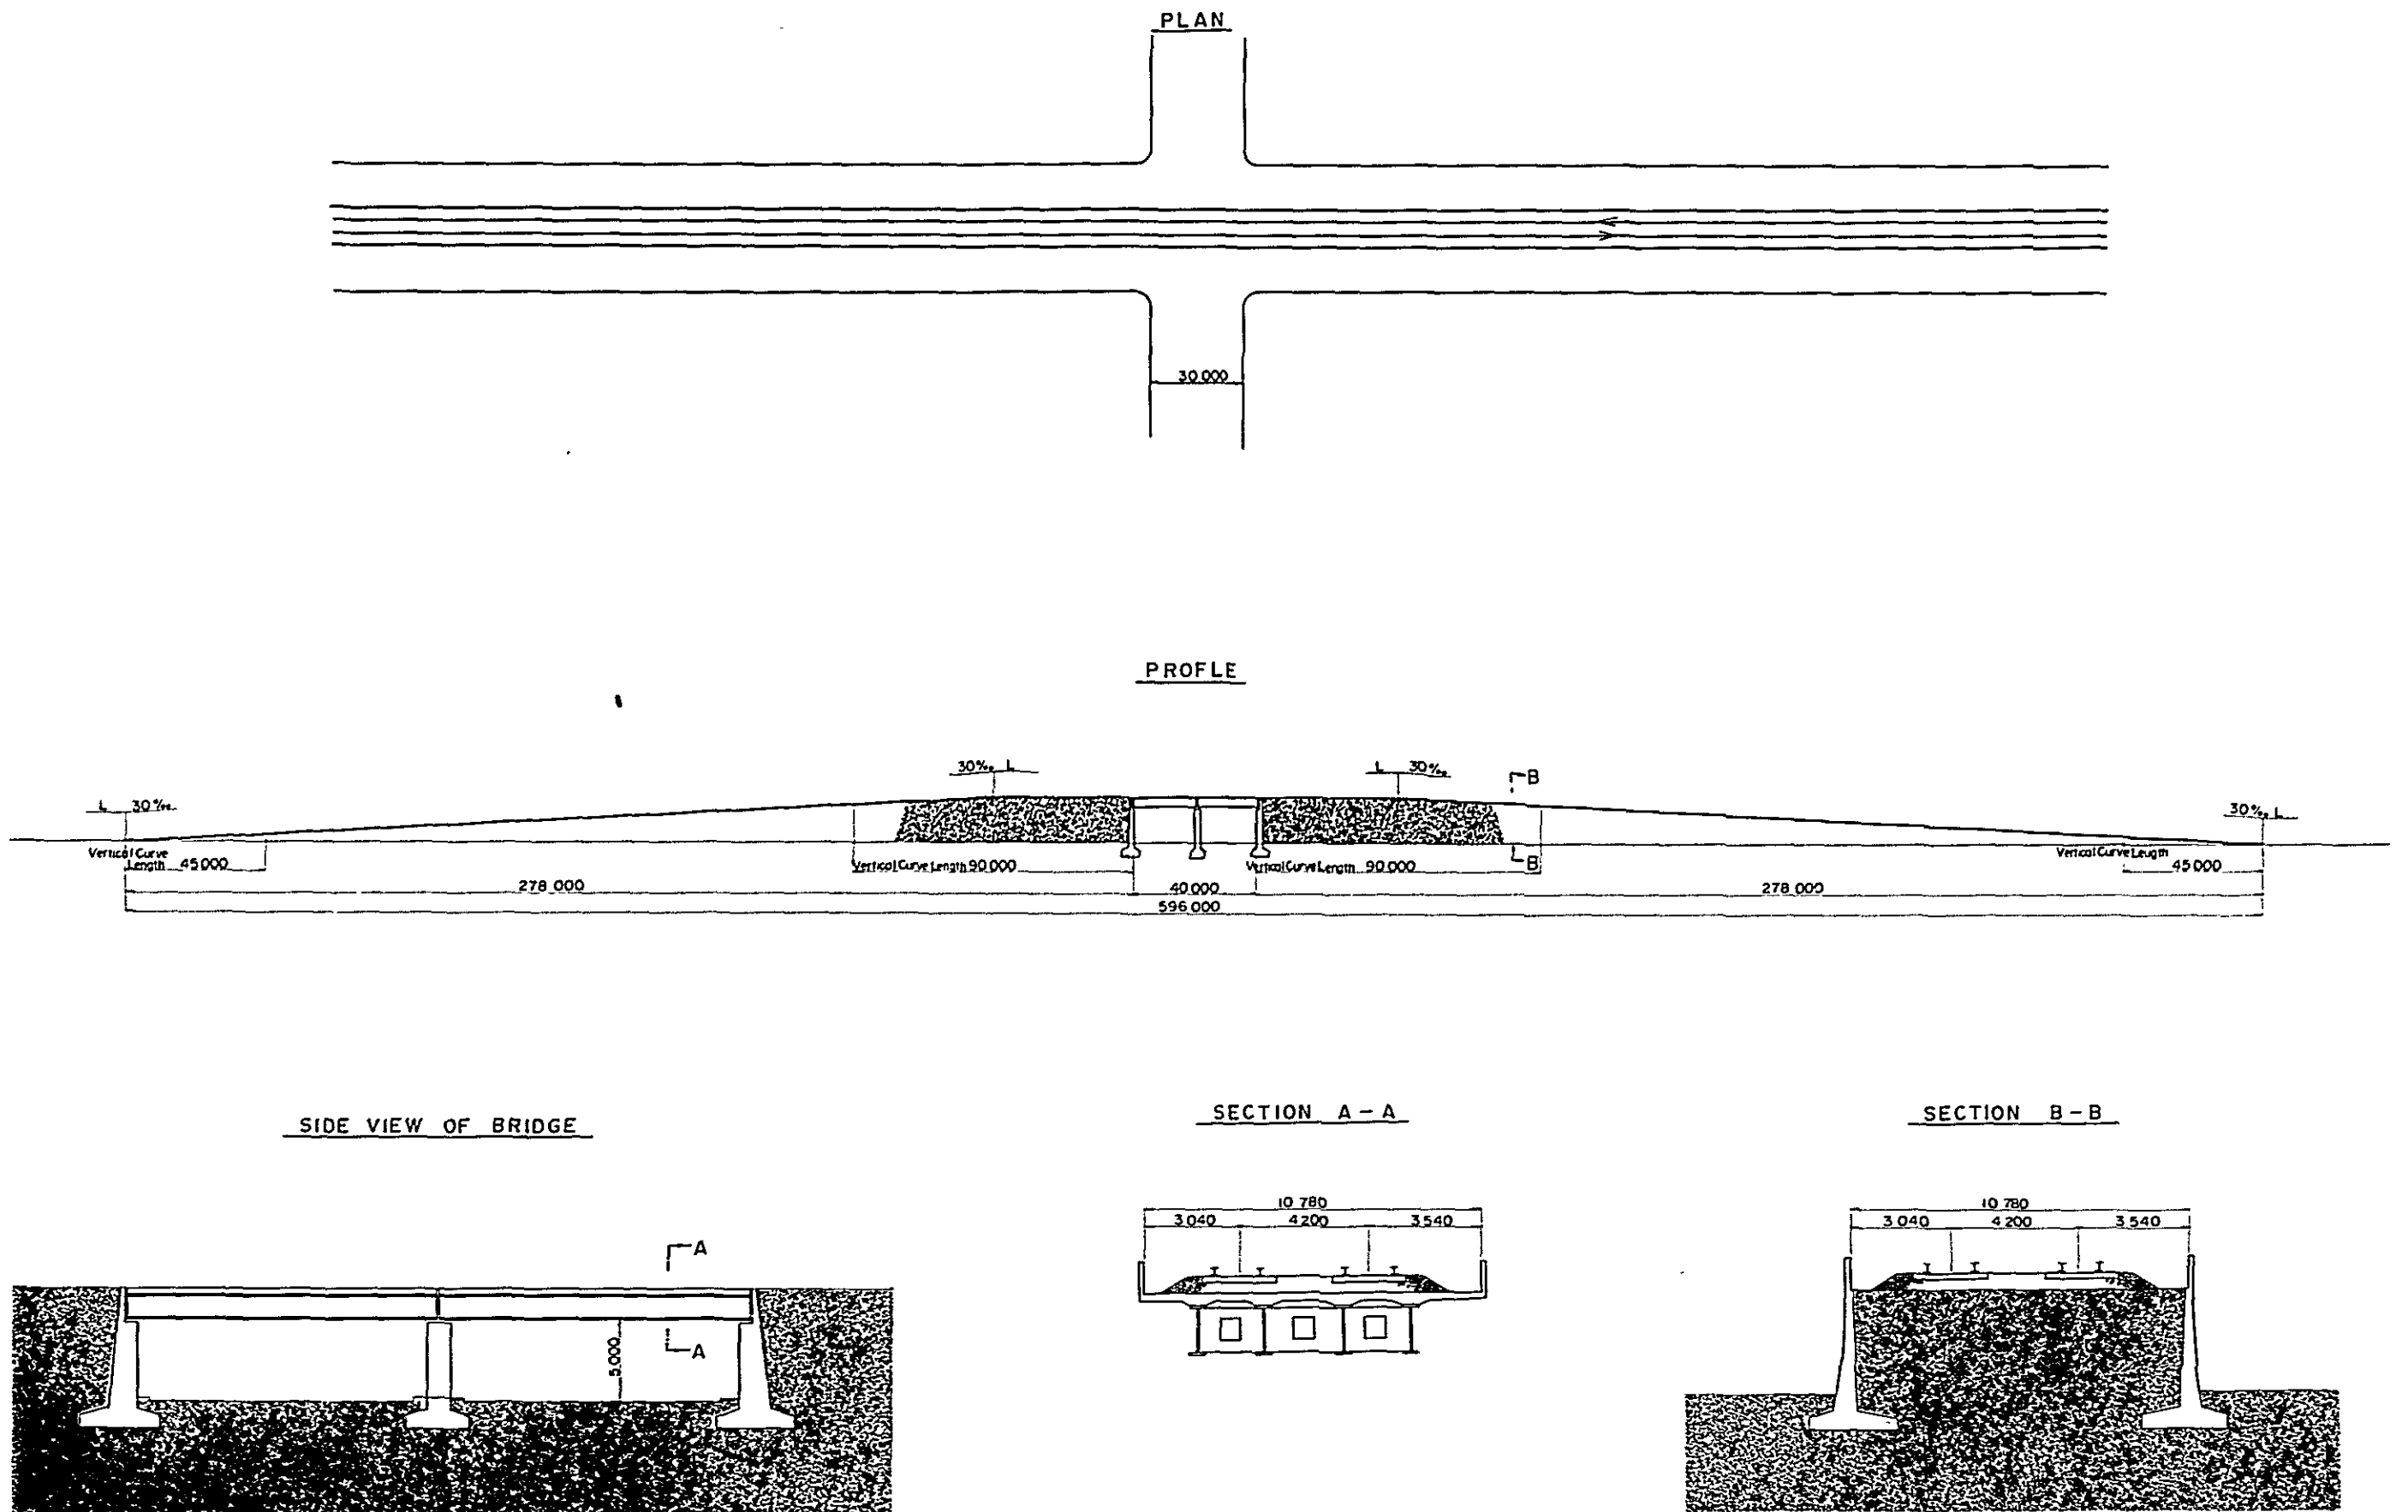 PLAN
30 000
PROFLE
30‰ L
L 30‰
B
L 30‰
30‰ L
Vertical Curve
Length 45 000
Vertical Curve Length 90 000
Vertical Curve Length 90 000
B
Vertical Curve Leugth
45 000
278 000
40 000
278 000
596 000
SIDE VIEW OF BRIDGE
SECTION A-A
SECTION B-B
A
A
5.000
10 780
3 040
4 200
3 540
10 780
3 040
4 200
3 540